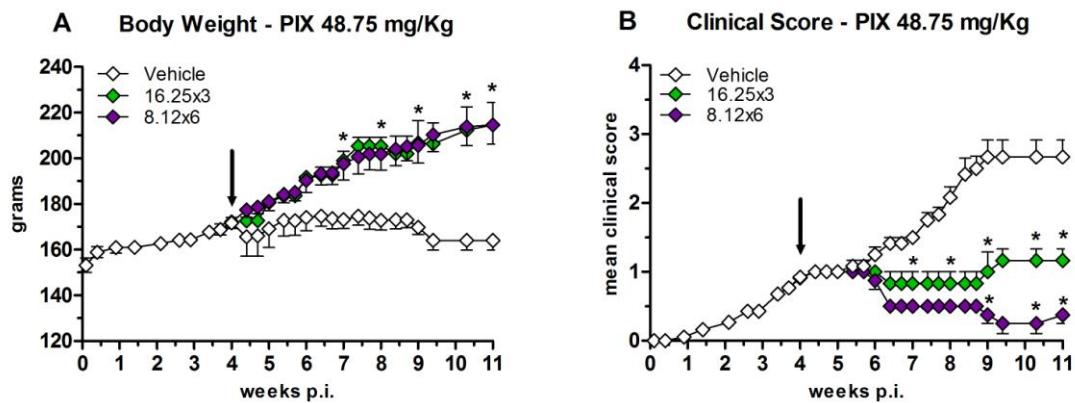 A Body Weight - PIX 48.75 mg/Kg
Vehicle
16.25x3
8.12x6
grams
240
220
200
180
160
140
120
* * * * *
0 1 2 3 4 5 6 7 8 9 10 11
weeks p.i.
B Clinical Score - PIX 48.75 mg/Kg
Vehicle
16.25x3
8.12x6
mean clinical score
4
3
2
1
0
* * * * *
* * *
0 1 2 3 4 5 6 7 8 9 10 11
weeks p.i.